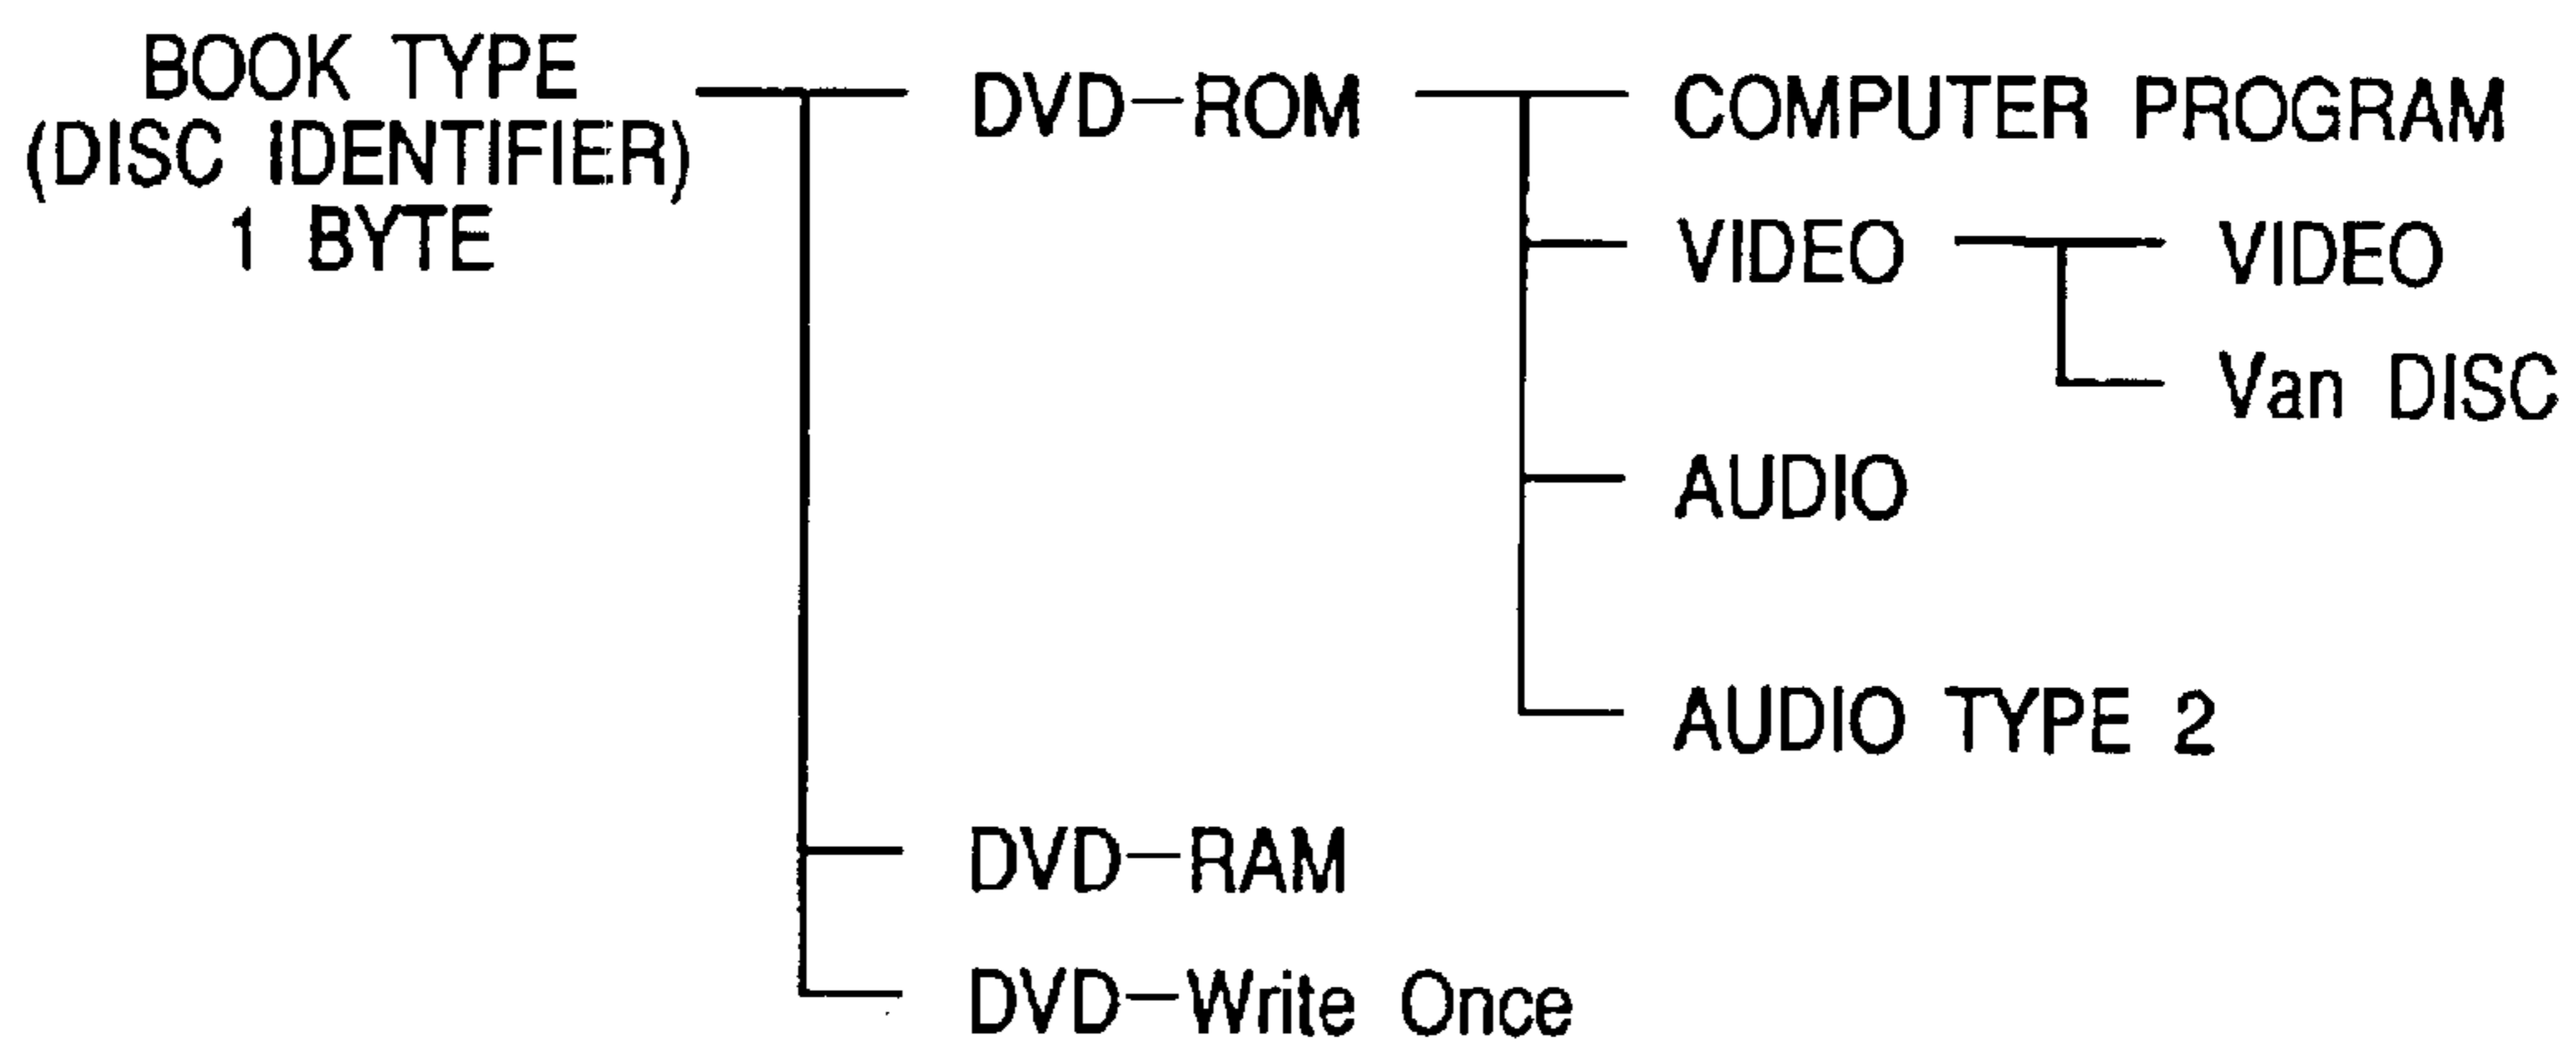 BOOK TYPE
(DISC IDENTIFIER)
1 BYTE
DVD-ROM
COMPUTER PROGRAM
VIDEO
VIDEO
Van DISC
AUDIO
AUDIO TYPE 2
DVD-RAM
DVD-Write Once